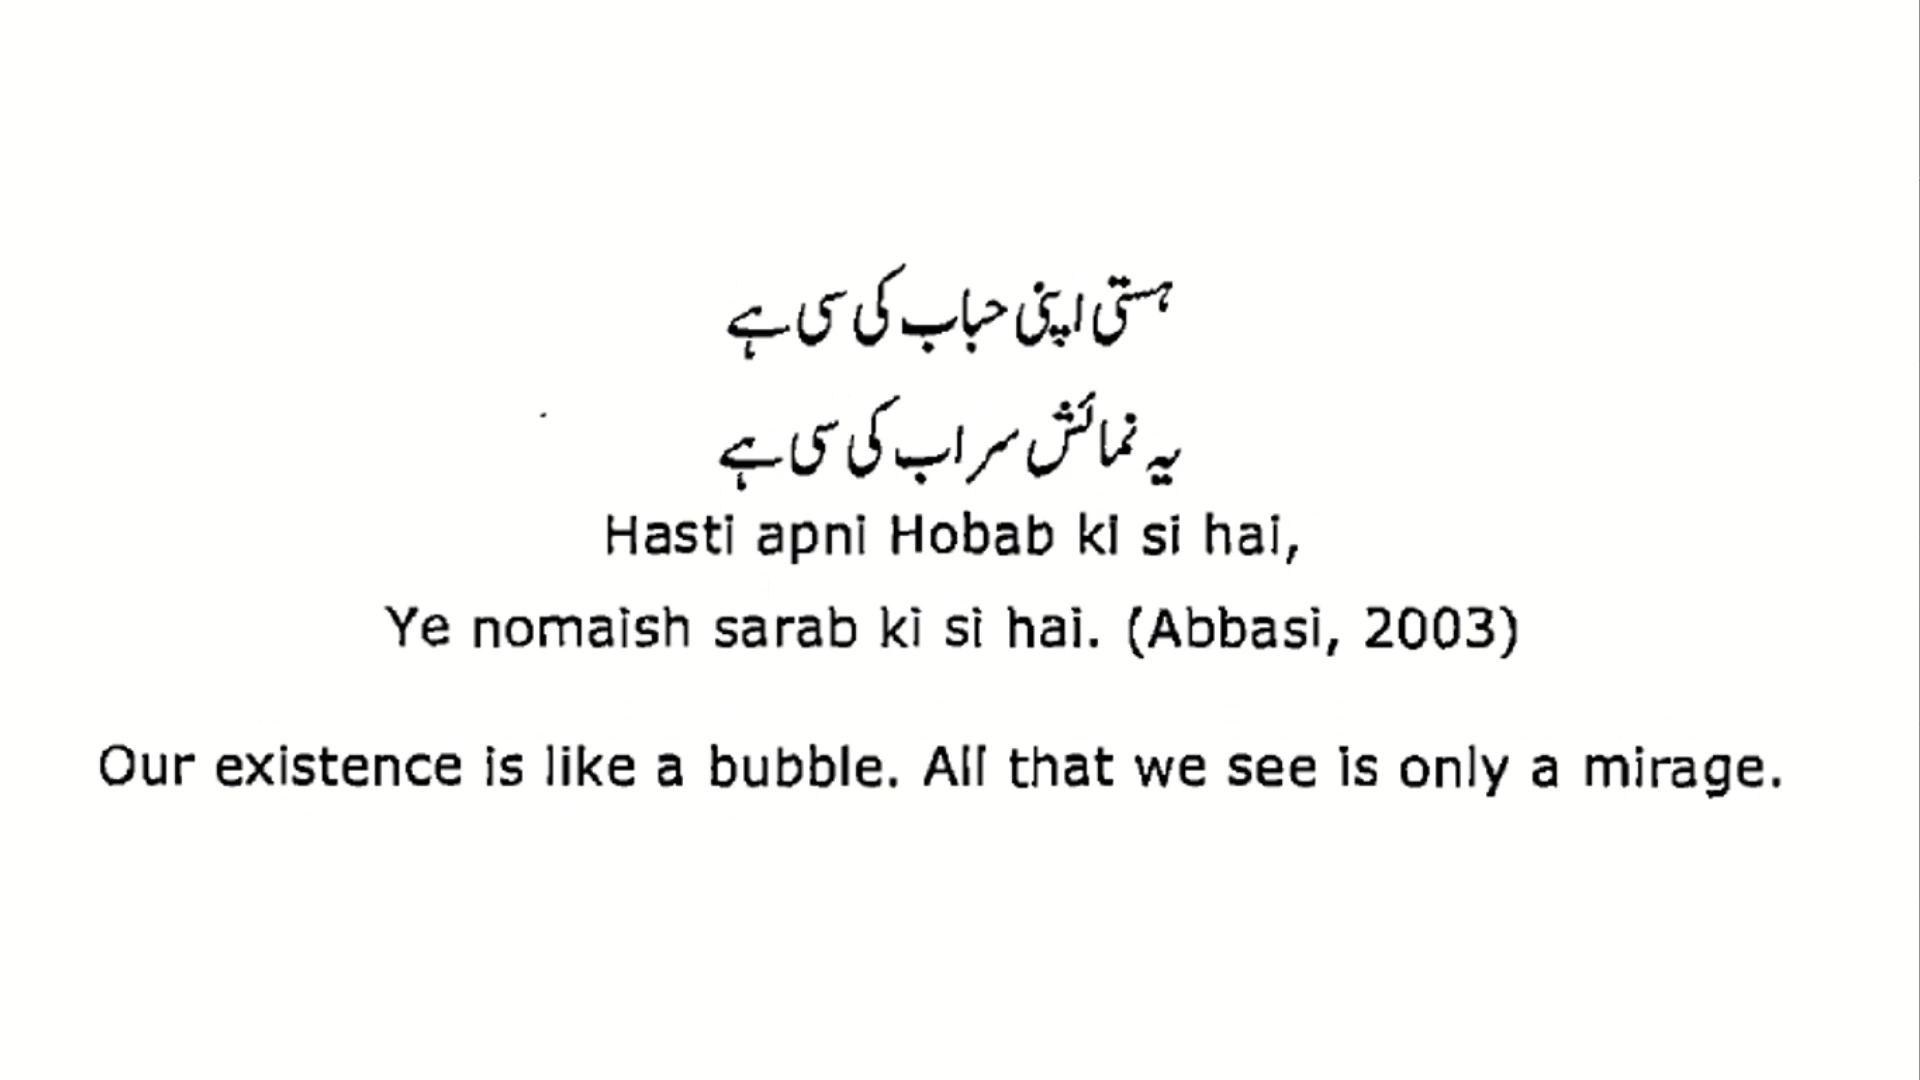 ہستی اپنی حباب کی سی ہے
یہ نمائش سراب کی سی ہے
Hasti apni Hobab ki si hai,
Ye nomaish sarab ki si hai. (Abbasi, 2003)
Our existence is like a bubble. All that we see is only a mirage.